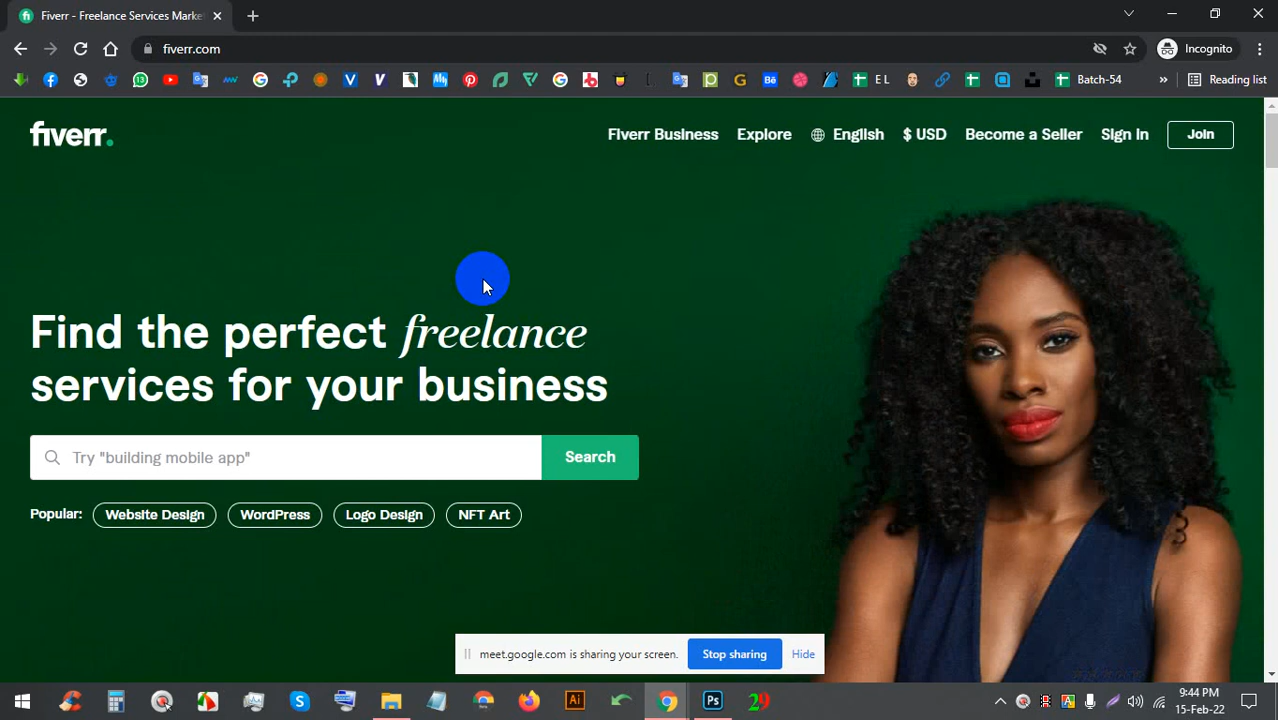 Fiverr - Freelance Services Marke
fiverr.com
Incognito
E L
Batch-54
Reading list
fiverr.
Fiverr Business
Explore
English
$ USD
Become a Seller
Sign In
Join
Find the perfect freelance
services for your business
Try "building mobile app"
Search
Popular:
Website Design
WordPress
Logo Design
NFT Art
meet.google.com is sharing your screen.
Stop sharing
Hide
Ai
Ps
29
9:44 PM
15-Feb-22